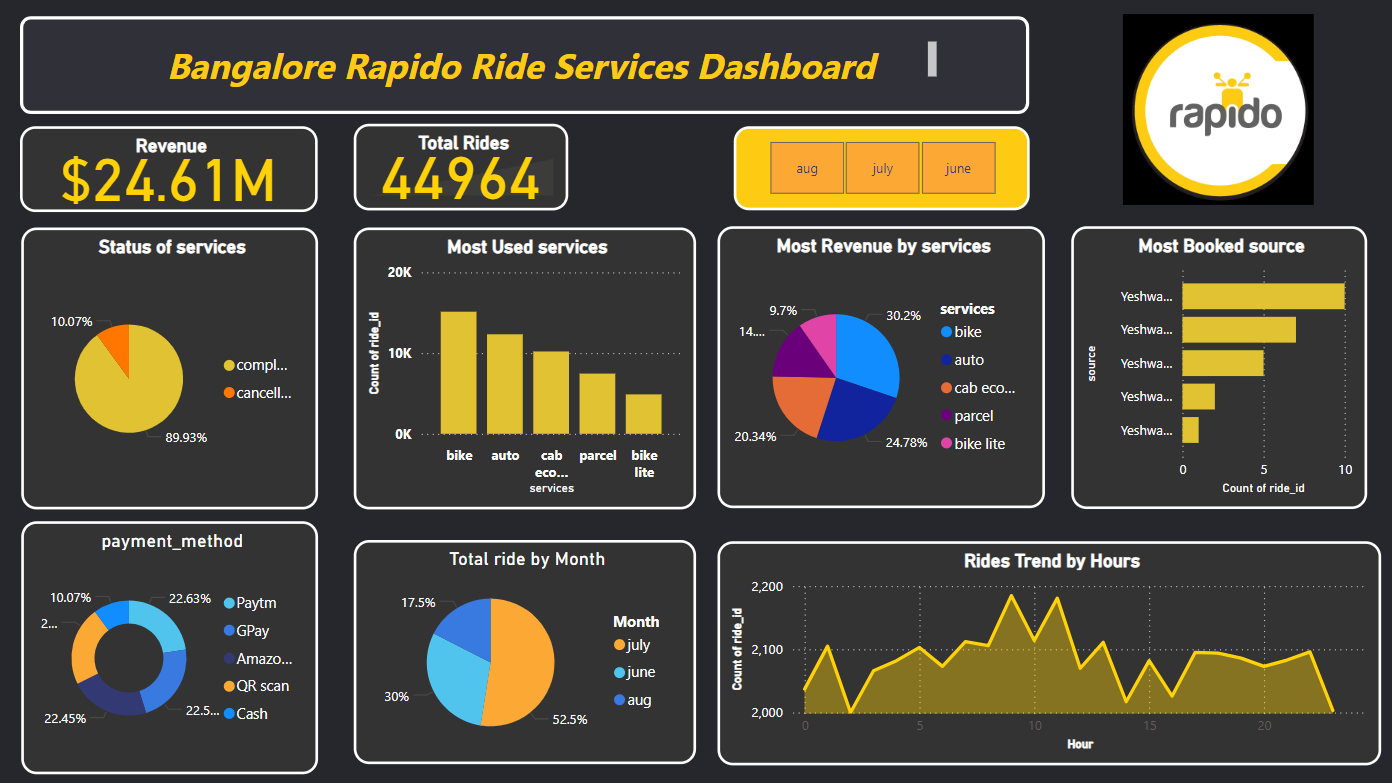 Bangalore Rapido Ride Services Dashboard
rapido
Revenue
$24.61M
Total Rides
44964
aug
july
june
Status of services
10.07%
89.93%
compl...
cancell...
Most Used services
Count of ride_id
20K
10K
0K
bike
auto
cab
eco...
parcel
bike
lite
services
Most Revenue by services
30.2%
24.78%
20.34%
14....
9.7%
services
bike
auto
cab eco...
parcel
bike lite
Most Booked source
source
Yeshwa...
Yeshwa...
Yeshwa...
Yeshwa...
Yeshwa...
0
5
10
Count of ride_id
payment_method
10.07%
22.63%
2...
22.45%
22.5...
Paytm
GPay
Amazo...
QR scan
Cash
Total ride by Month
17.5%
30%
52.5%
Month
july
june
aug
Rides Trend by Hours
Count of ride_id
2,200
2,100
2,000
0
5
10
15
20
Hour